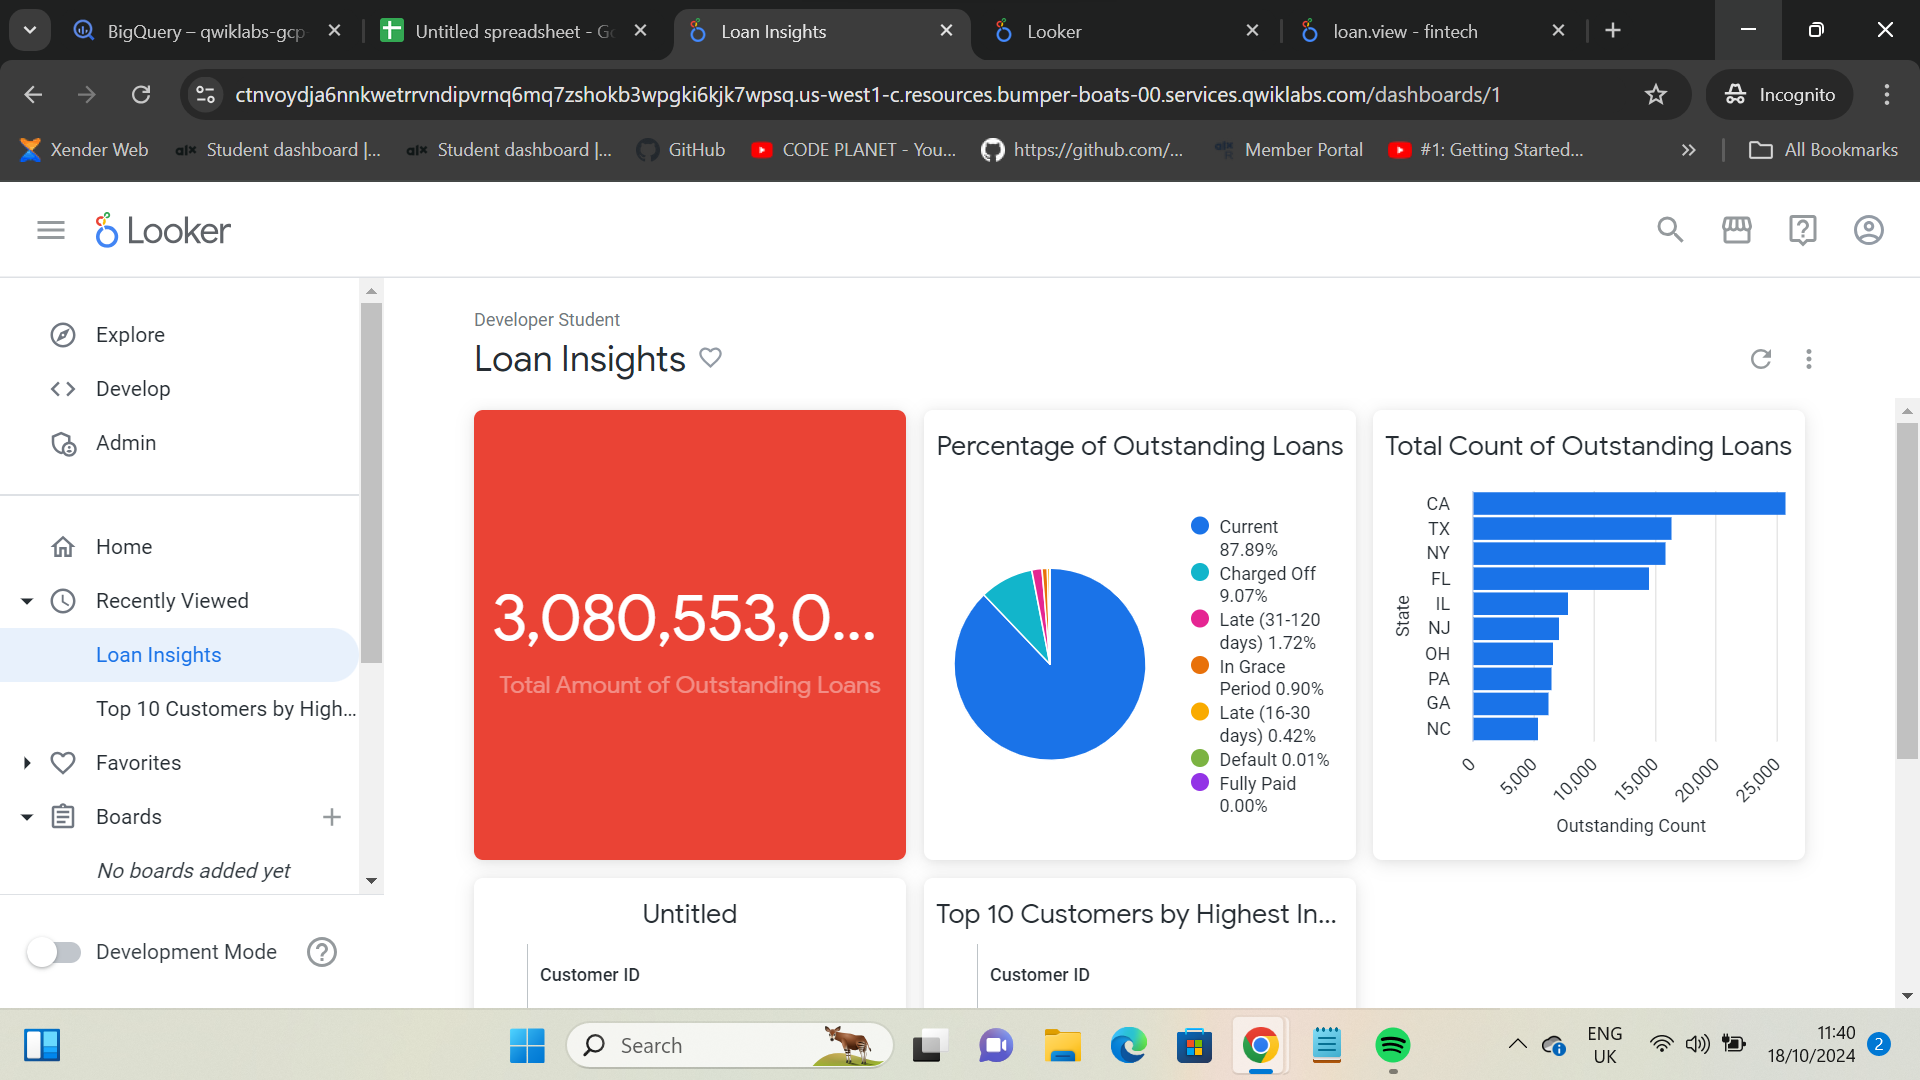 BigQuery – qwiklabs-gcp-
Untitled spreadsheet - Go
Loan Insights
Looker
loan.view - fintech
ctnvoydja6nnkwetrrvndipvrnq6mq7zshokb3wpgki6kjk7wpsq.us-west1-c.resources.bumper-boats-00.services.qwiklabs.com/dashboards/1
Incognito
Xender Web
Student dashboard |...
Student dashboard |...
GitHub
CODE PLANET - You...
https://github.com/...
Member Portal
#1: Getting Started...
All Bookmarks
Looker
Explore
Develop
Admin
Home
Recently Viewed
Loan Insights
Top 10 Customers by High...
Favorites
Boards
No boards added yet
Development Mode
Developer Student
Loan Insights
3,080,553,0...
Total Amount of Outstanding Loans
Percentage of Outstanding Loans
Current
87.89%
Charged Off
9.07%
Late (31-120
days) 1.72%
In Grace
Period 0.90%
Late (16-30
days) 0.42%
Default 0.01%
Fully Paid
0.00%
Total Count of Outstanding Loans
State
CA
TX
NY
FL
IL
NJ
OH
PA
GA
NC
0
5,000
10,000
15,000
20,000
25,000
Outstanding Count
Untitled
Customer ID
Top 10 Customers by Highest In...
Customer ID
Search
ENG
UK
11:40
18/10/2024
2